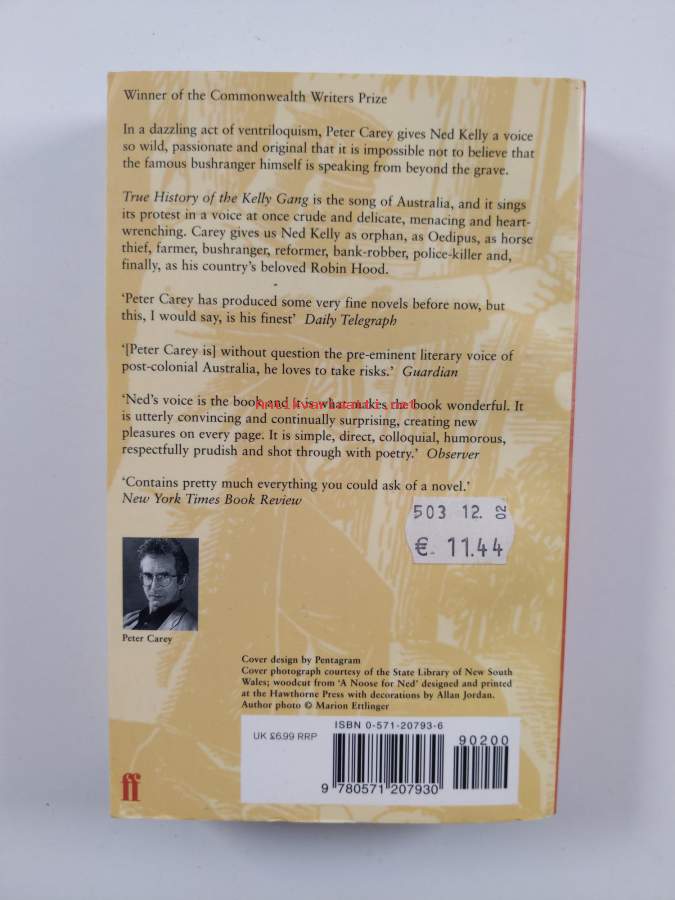 Winner of the Commonwealth Writers Prize
In a dazzling act of ventriloquism, Peter Carey gives Ned Kelly a voice
so wild, passionate and original that it is impossible not to believe that
the famous bushranger himself is speaking from beyond the grave.
True History of the Kelly Gang is the song of Australia, and it sings
its protest in a voice at once crude and delicate, menacing and heart-
wrenching. Carey gives us Ned Kelly as orphan, as Oedipus, as horse
thief, farmer, bushranger, reformer, bank-robber, police-killer and,
finally, as his country's beloved Robin Hood.
‘Peter Carey has produced some very fine novels before now, but
this, I would say, is his finest’ Daily Telegraph
‘[Peter Carey is] without question the pre-eminent literary voice of
post-colonial Australia, he loves to take risks.’ Guardian
‘Ned's voice is the book and it is what makes the book wonderful. It
is utterly convincing and continually surprising, creating new
pleasures on every page. It is simple, direct, colloquial, humorous,
respectfully prudish and shot through with poetry.’ Observer
‘Contains pretty much everything you could ask of a novel.’
New York Times Book Review
503 12. 02
€. 11.44
Peter Carey
Cover design by Pentagram
Cover photograph courtesy of the State Library of New South
Wales; woodcut from ‘A Noose for Ned’ designed and printed
at the Hawthorne Press with decorations by Allan Jordan.
Author photo © Marion Ettlinger
ISBN 0-571-20793-6
UK £6.99 RRP
90200
9 780571 207930
ff